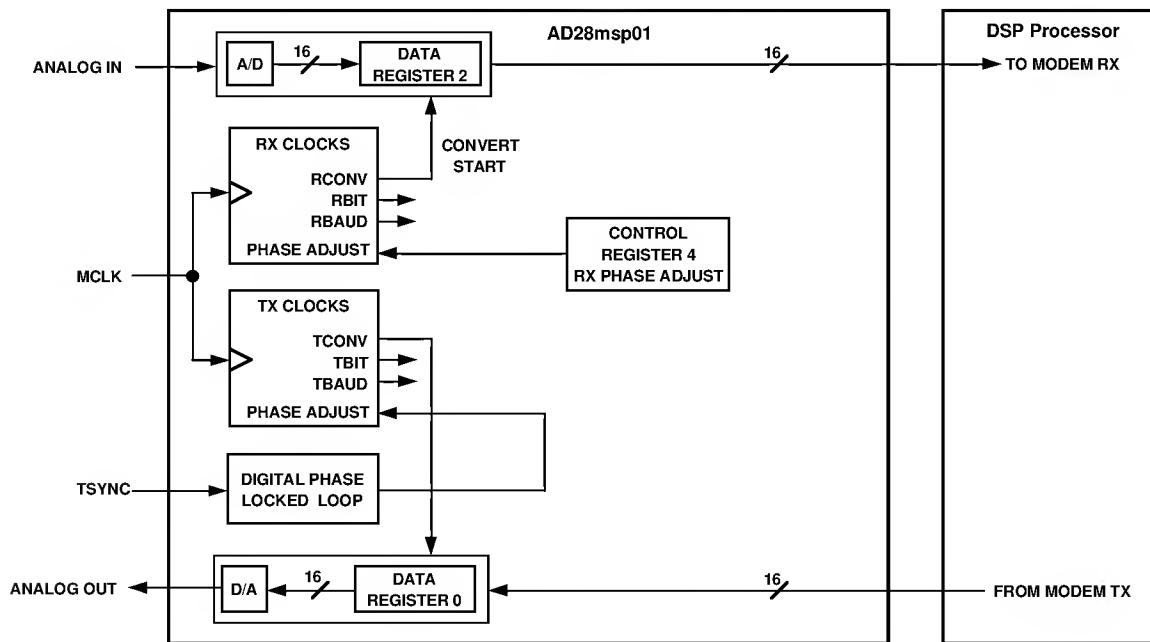 AD28msp01
DSP Processor
ANALOG IN
A/D
16
DATA
REGISTER 2
16
TO MODEM RX
CONVERT
START
RX CLOCKS
RCONV
RBIT
RBAUD
PHASE ADJUST
CONTROL
REGISTER 4
RX PHASE ADJUST
MCLK
TX CLOCKS
TCONV
TBIT
TBAUD
PHASE ADJUST
TSYNC
DIGITAL PHASE
LOCKED LOOP
ANALOG OUT
D/A
16
DATA
REGISTER 0
16
FROM MODEM TX